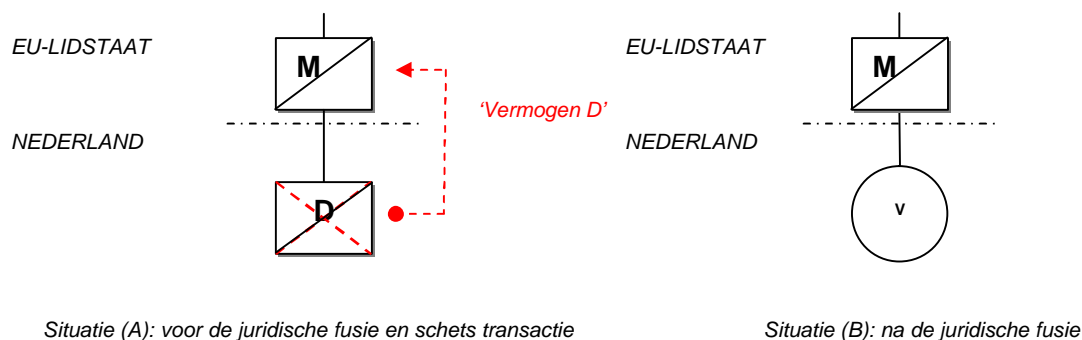 EU-LIDSTAAT
M
'Vermogen D'
NEDERLAND
D
Situatie (A): voor de juridische fusie en schets transactie
EU-LIDSTAAT
M
NEDERLAND
v
Situatie (B): na de juridische fusie